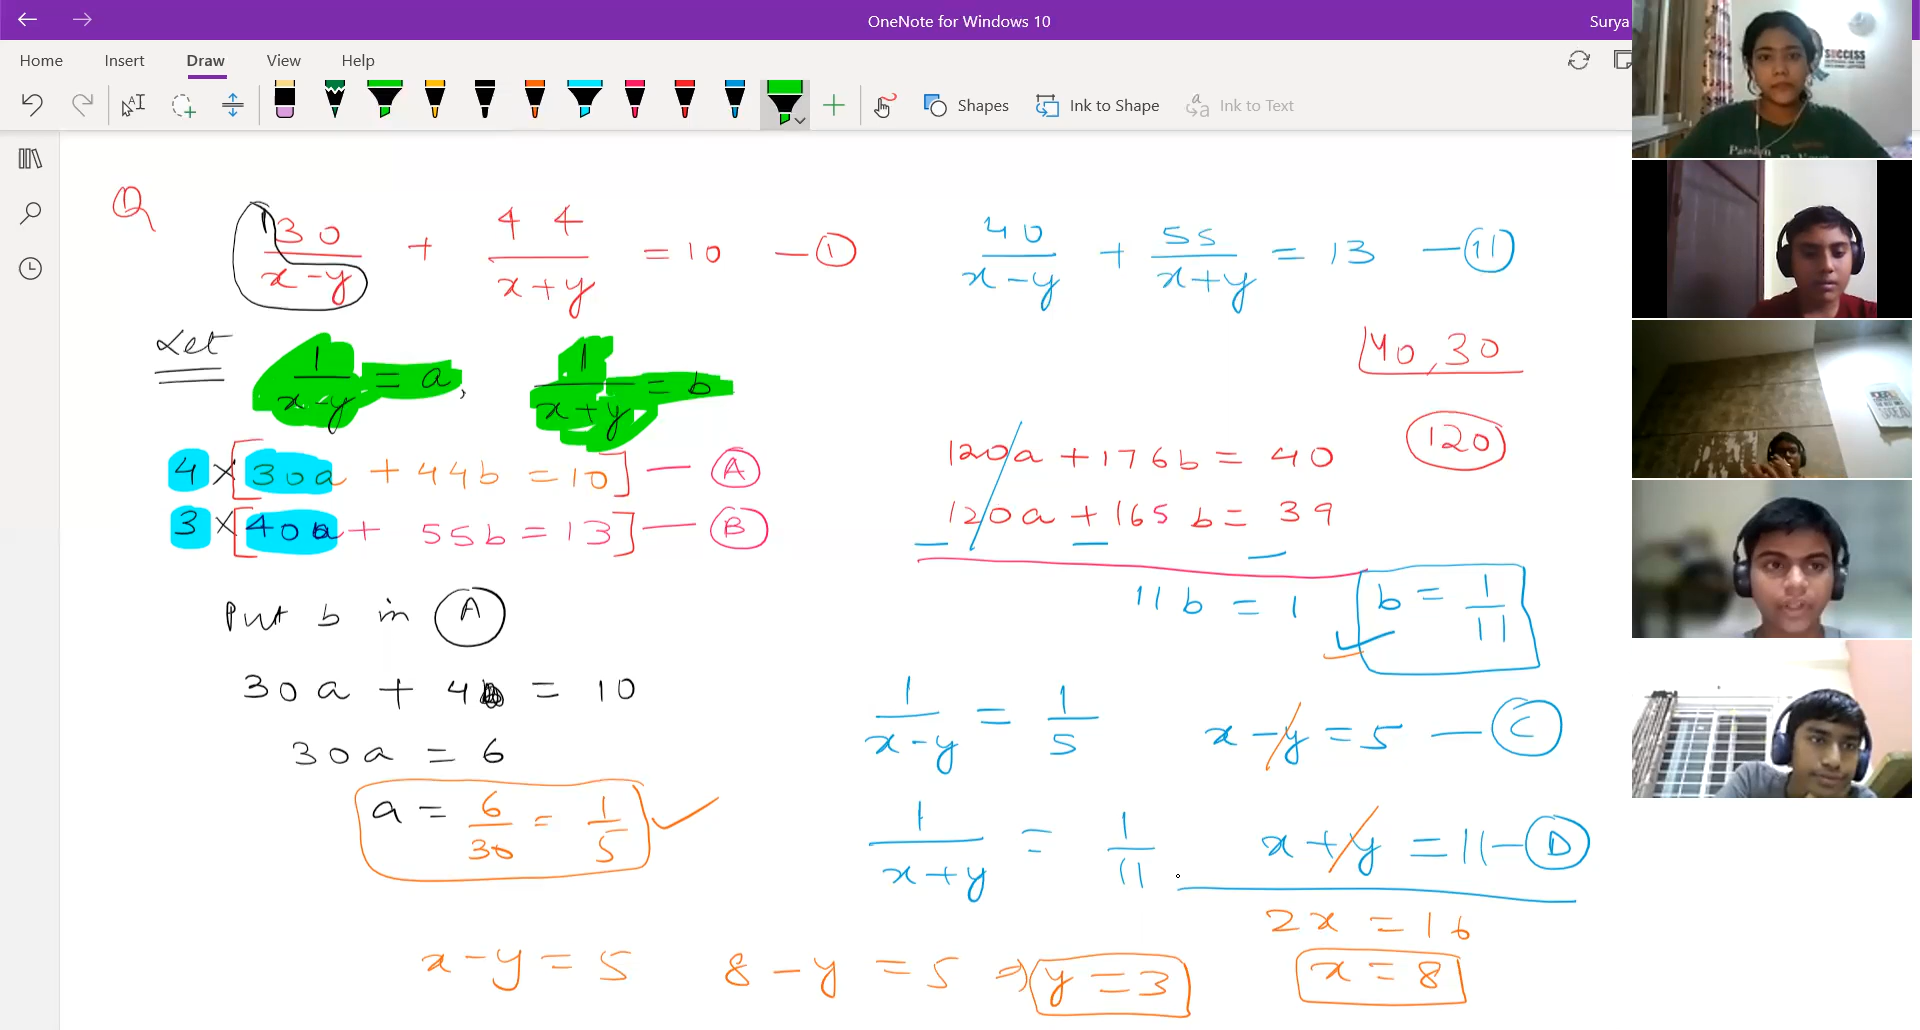 OneNote for Windows 10
Surya
Home Insert Draw View Help
Shapes Ink to Shape Ink to Text
Q 30/(x-y) + 44/(x+y) = 10 — (1)
40/(x-y) + 55/(x+y) = 13 — (11)
Let 1/(x-y) = a, 1/(x+y) = b
40, 30
120
4 × [30a + 44b = 10] — (A)
3 × [40a + 55b = 13] — (B)
120a + 176b = 40
120a + 165b = 39
11b = 1
b = 1/11
Put b in (A)
30a + 4 = 10
30a = 6
a = 6/30 = 1/5
1/(x-y) = 1/5
x - y = 5 — (C)
1/(x+y) = 1/11
x + y = 11 — (D)
2x = 16
x = 8
x - y = 5
8 - y = 5 ⇒ y = 3
SUCCESS